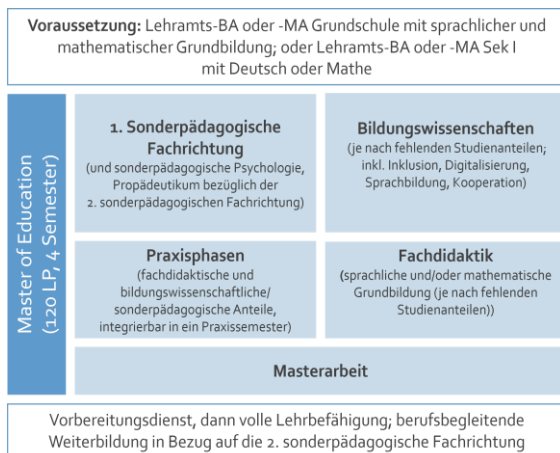 Voraussetzung: Lehramts-BA oder -MA Grundschule mit sprachlicher und
mathematischer Grundbildung; oder Lehramts-BA oder -MA Sek I
mit Deutsch oder Mathe
Master of Education
(120 LP, 4 Semester)
1. Sonderpädagogische
Fachrichtung
(und sonderpädagogische Psychologie,
Propädeutikum bezüglich der
2. sonderpädagogischen Fachrichtung)
Bildungswissenschaften
(je nach fehlenden Studienanteilen;
inkl. Inklusion, Digitalisierung,
Sprachbildung, Kooperation)
Praxisphasen
(fachdidaktische und
bildungswissenschaftliche/
sonderpädagogische Anteile,
integrierbar in ein Praxissemester)
Fachdidaktik
(sprachliche und/oder mathematische
Grundbildung (je nach fehlenden
Studienanteilen))
Masterarbeit
Vorbereitungsdienst, dann volle Lehrbefähigung; berufsbegleitende
Weiterbildung in Bezug auf die 2. sonderpädagogische Fachrichtung